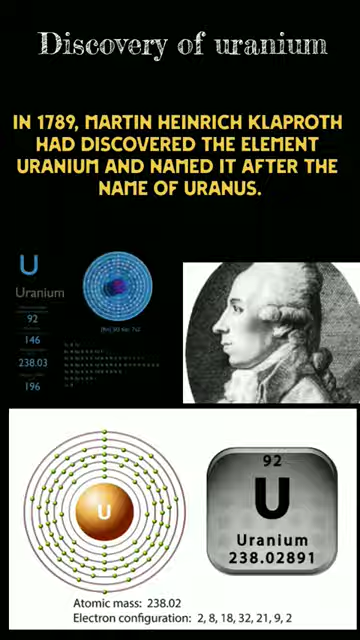 Discovery of uranium
IN 1789, MARTIN HEINRICH KLAPROTH
HAD DISCOVERED THE ELEMENT
URANIUM AND NAMED IT AFTER THE
NAME OF URANUS.
U
Uranium
92
146
238.03
196
U
92
U
Uranium
238.02891
Atomic mass: 238.02
Electron configuration: 2, 8, 18, 32, 21, 9, 2